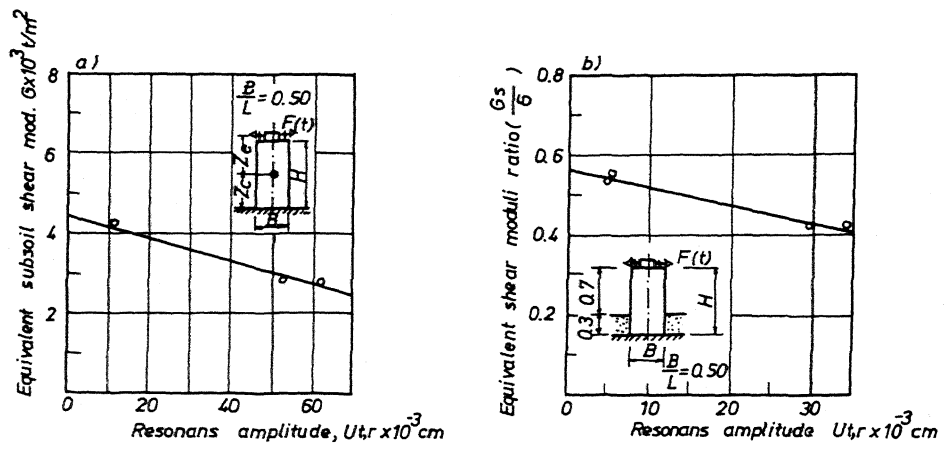 a)
Equivalent subsoil shear mod. G×10³ t/m²
8
6
4
2
0
0 20 40 60
Resonans amplitude, Ut,r ×10⁻³ cm
B/L = 0.50
F(t)
Ze
Zc
H
B
b)
Equivalent shear moduli ratio (Gs/G)
0.8
0.6
0.4
0.2
0
0 10 20 30
Resonans amplitude Ut,r ×10⁻³ cm
F(t)
0.7
0.3
H
B
B/L = 0.50